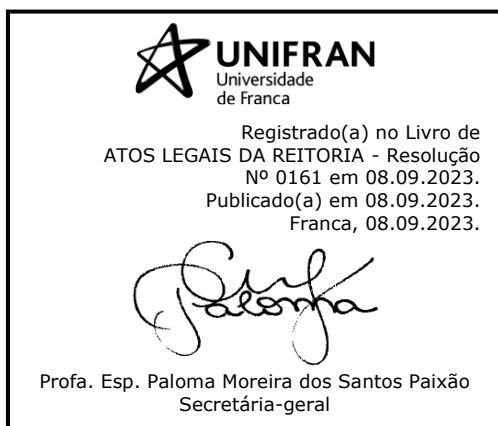 UNIFRAN
Universidade
de Franca
Registrado(a) no Livro de
ATOS LEGAIS DA REITORIA - Resolução
Nº 0161 em 08.09.2023.
Publicado(a) em 08.09.2023.
Franca, 08.09.2023.
Paloma
Profa. Esp. Paloma Moreira dos Santos Paixão
Secretária-geral